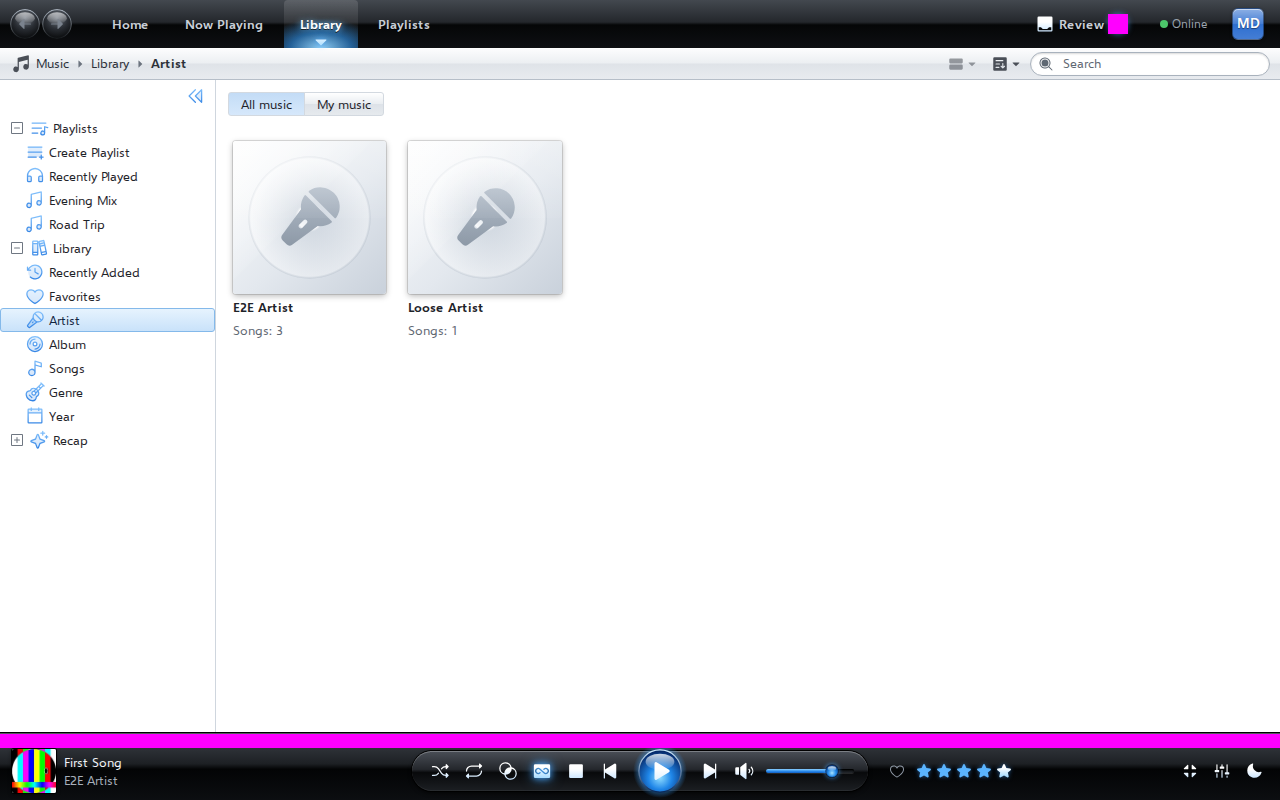 Home
Now Playing
Library
Playlists
Review
Online
MD
Music
Library
Artist
Search
All music
My music
Playlists
Create Playlist
Recently Played
Evening Mix
Road Trip
Library
Recently Added
Favorites
Artist
Album
Songs
Genre
Year
Recap
E2E Artist
Songs: 3
Loose Artist
Songs: 1
First Song
E2E Artist